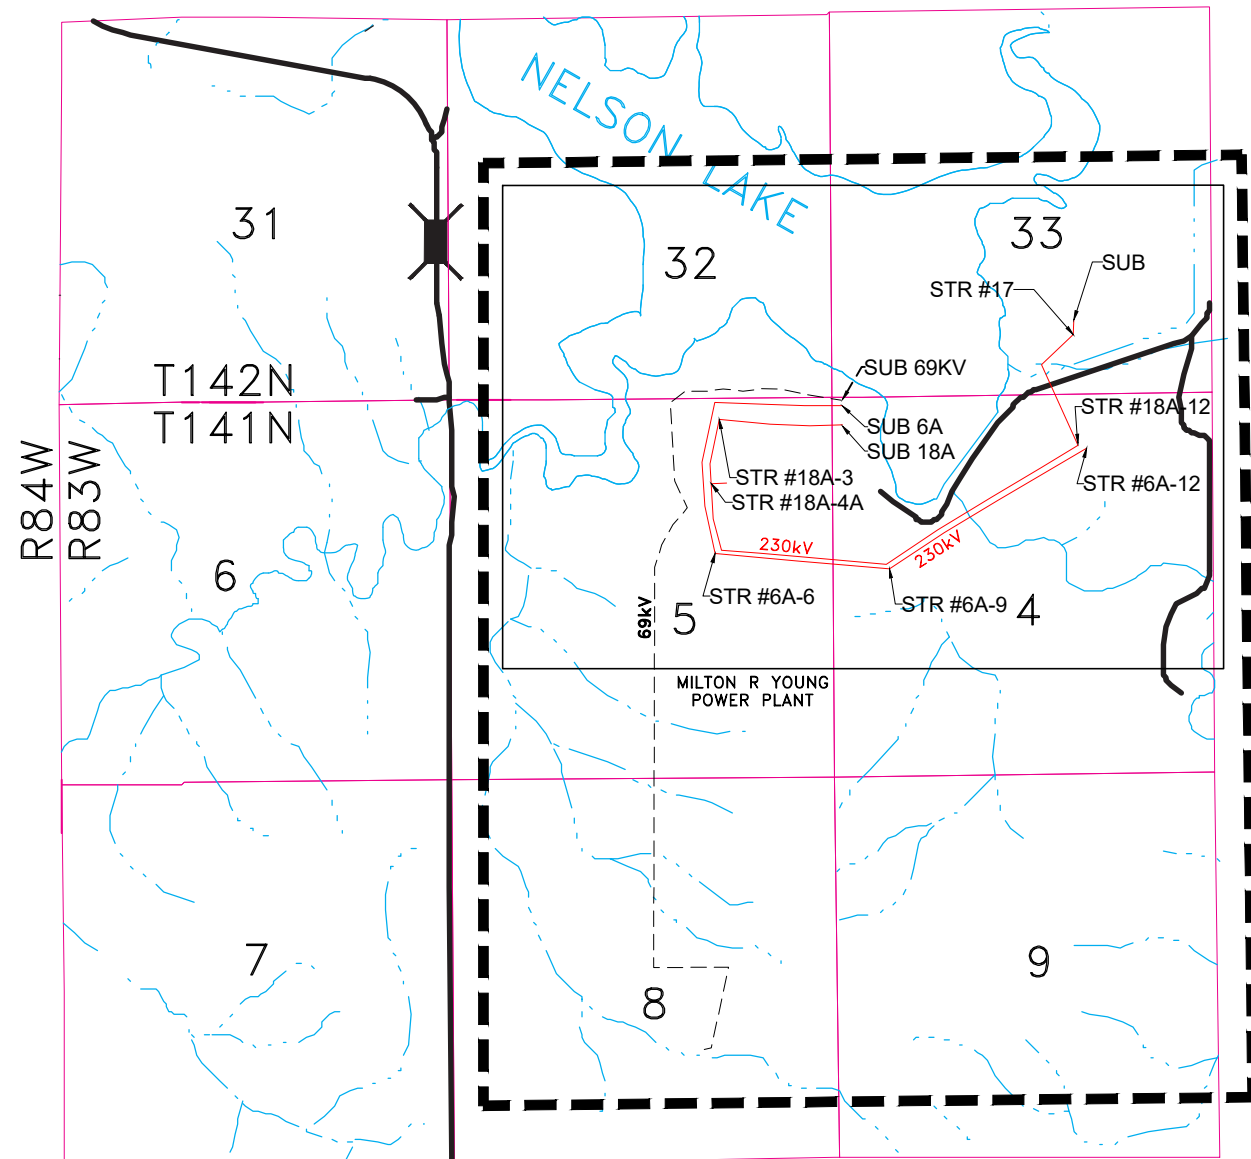 NELSON LAKE
31
32
33
SUB
STR #17
T142N
SUB 69KV
STR #18A-12
T141N
SUB 6A
SUB 18A
R84W
R83W
STR #18A-3
STR #6A-12
STR #18A-4A
230kV
230kV
6
STR #6A-6
STR #6A-9
4
69kV
5
MILTON R YOUNG
POWER PLANT
7
8
9